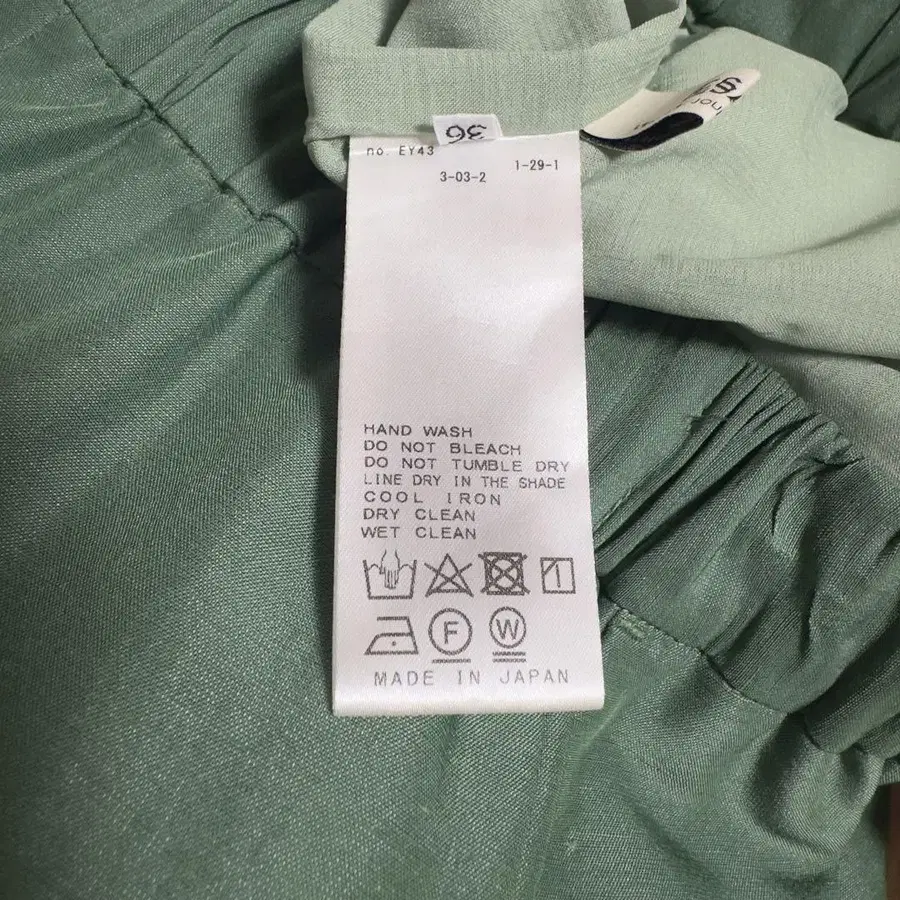 36
no. EY43
1-29-1
3-03-2
HAND WASH
DO NOT BLEACH
DO NOT TUMBLE DRY
LINE DRY IN THE SHADE
COOL IRON
DRY CLEAN
WET CLEAN
F W
MADE IN JAPAN